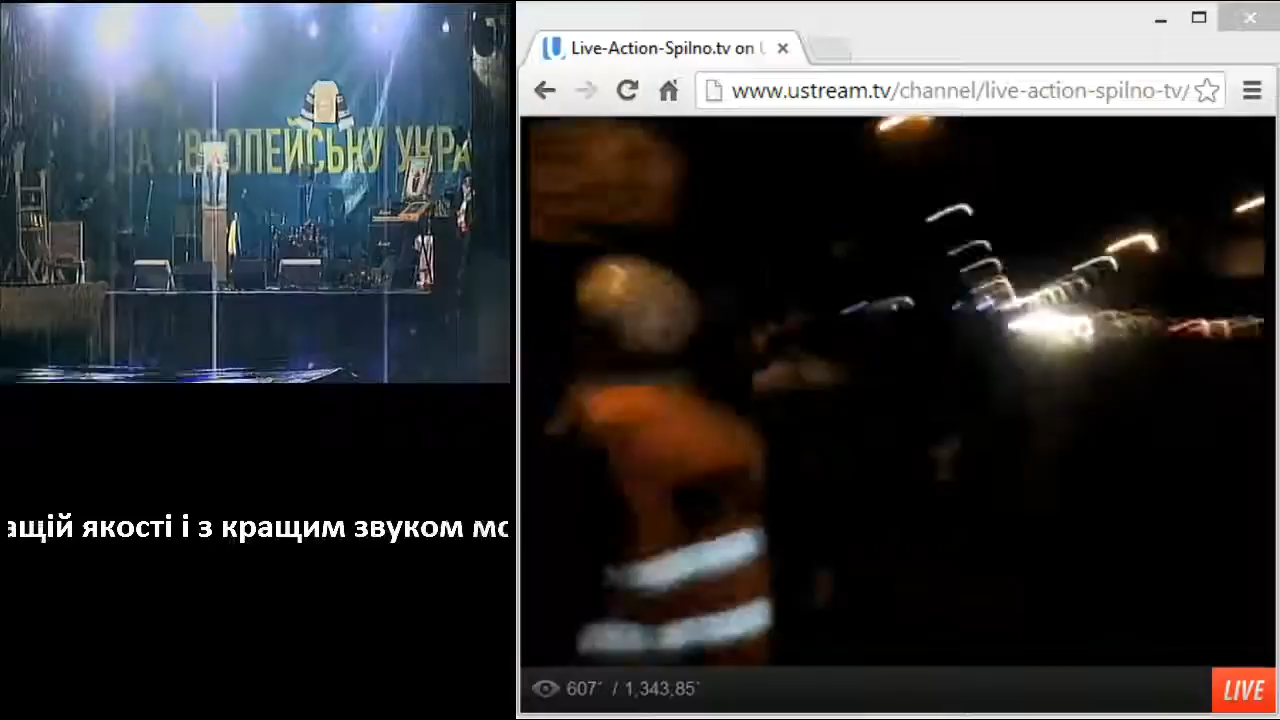 ЗА ЄВРОПЕЙСЬКУ УКРА
ащій якості і з кращим звуком мо
Live-Action-Spilno.tv on
www.ustream.tv/channel/live-action-spilno-tv/
607 / 1,343,85
LIVE